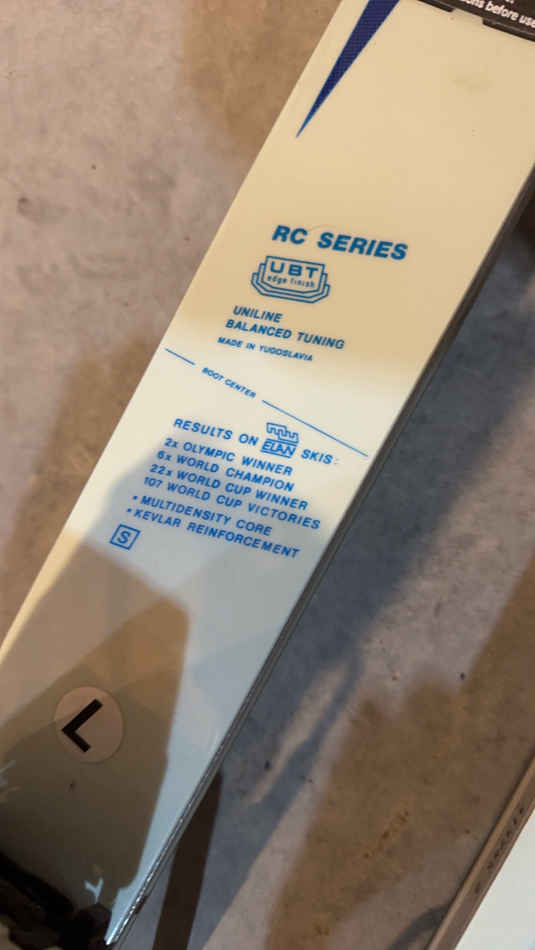 ons before use
RC SERIES
UBT
edge finish
UNILINE
BALANCED TUNING
MADE IN YUGOSLAVIA
BOOT CENTER
RESULTS ON ELAN SKIS:
2x OLYMPIC WINNER
6x WORLD CHAMPION
22x WORLD CUP WINNER
107 WORLD CUP VICTORIES
• MULTIDENSITY CORE
• KEVLAR REINFORCEMENT
S
L